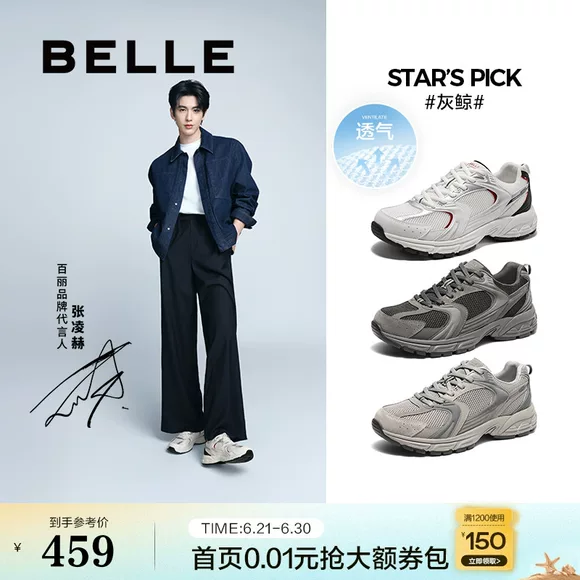 BELLE
STAR'S PICK
#灰鲸#
透气
百丽品牌代言人
张凌赫
到手参考价
¥ 459
TIME:6.21-6.30
首页0.01元抢大额券包
满1200使用
¥150
立即领取>>